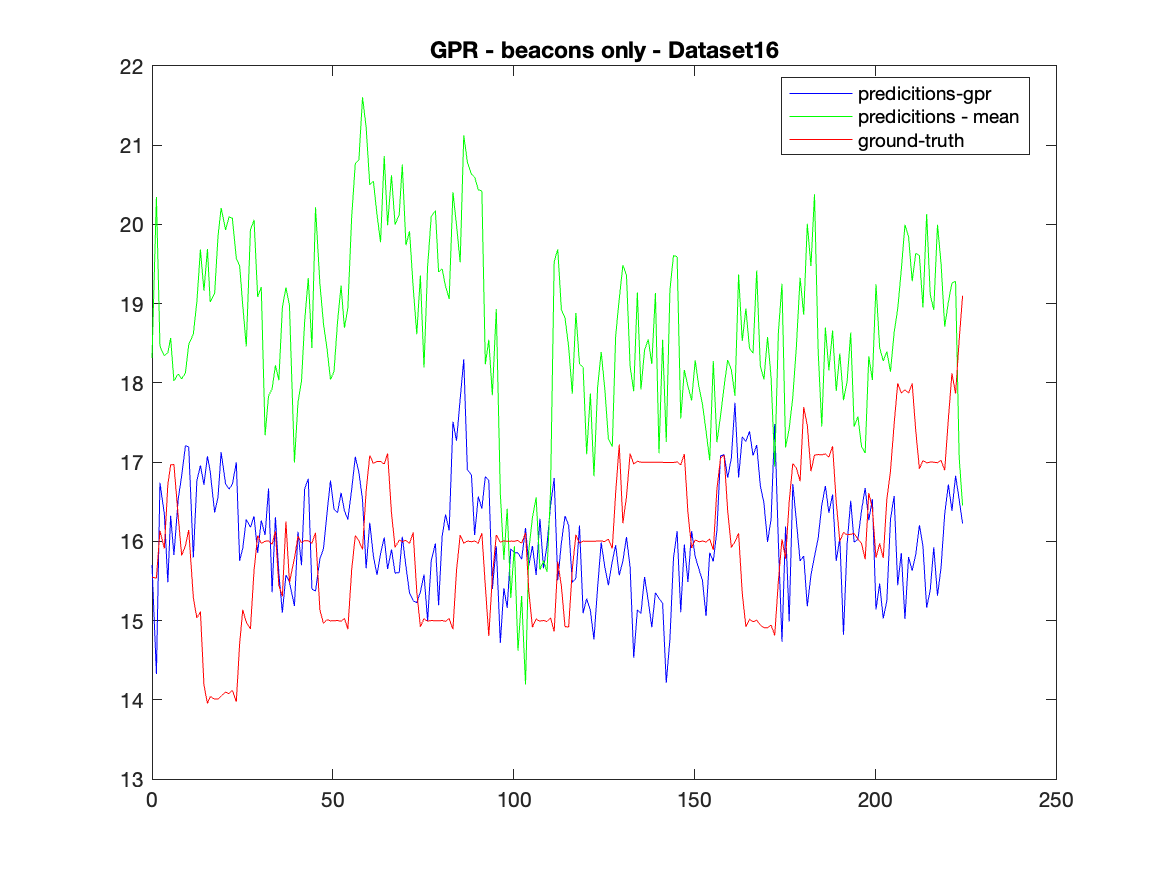 GPR - beacons only - Dataset16
22
predicitions-gpr
predicitions - mean
ground-truth
21
20
19
18
17
16
15
14
13
0 50 100 150 200 250